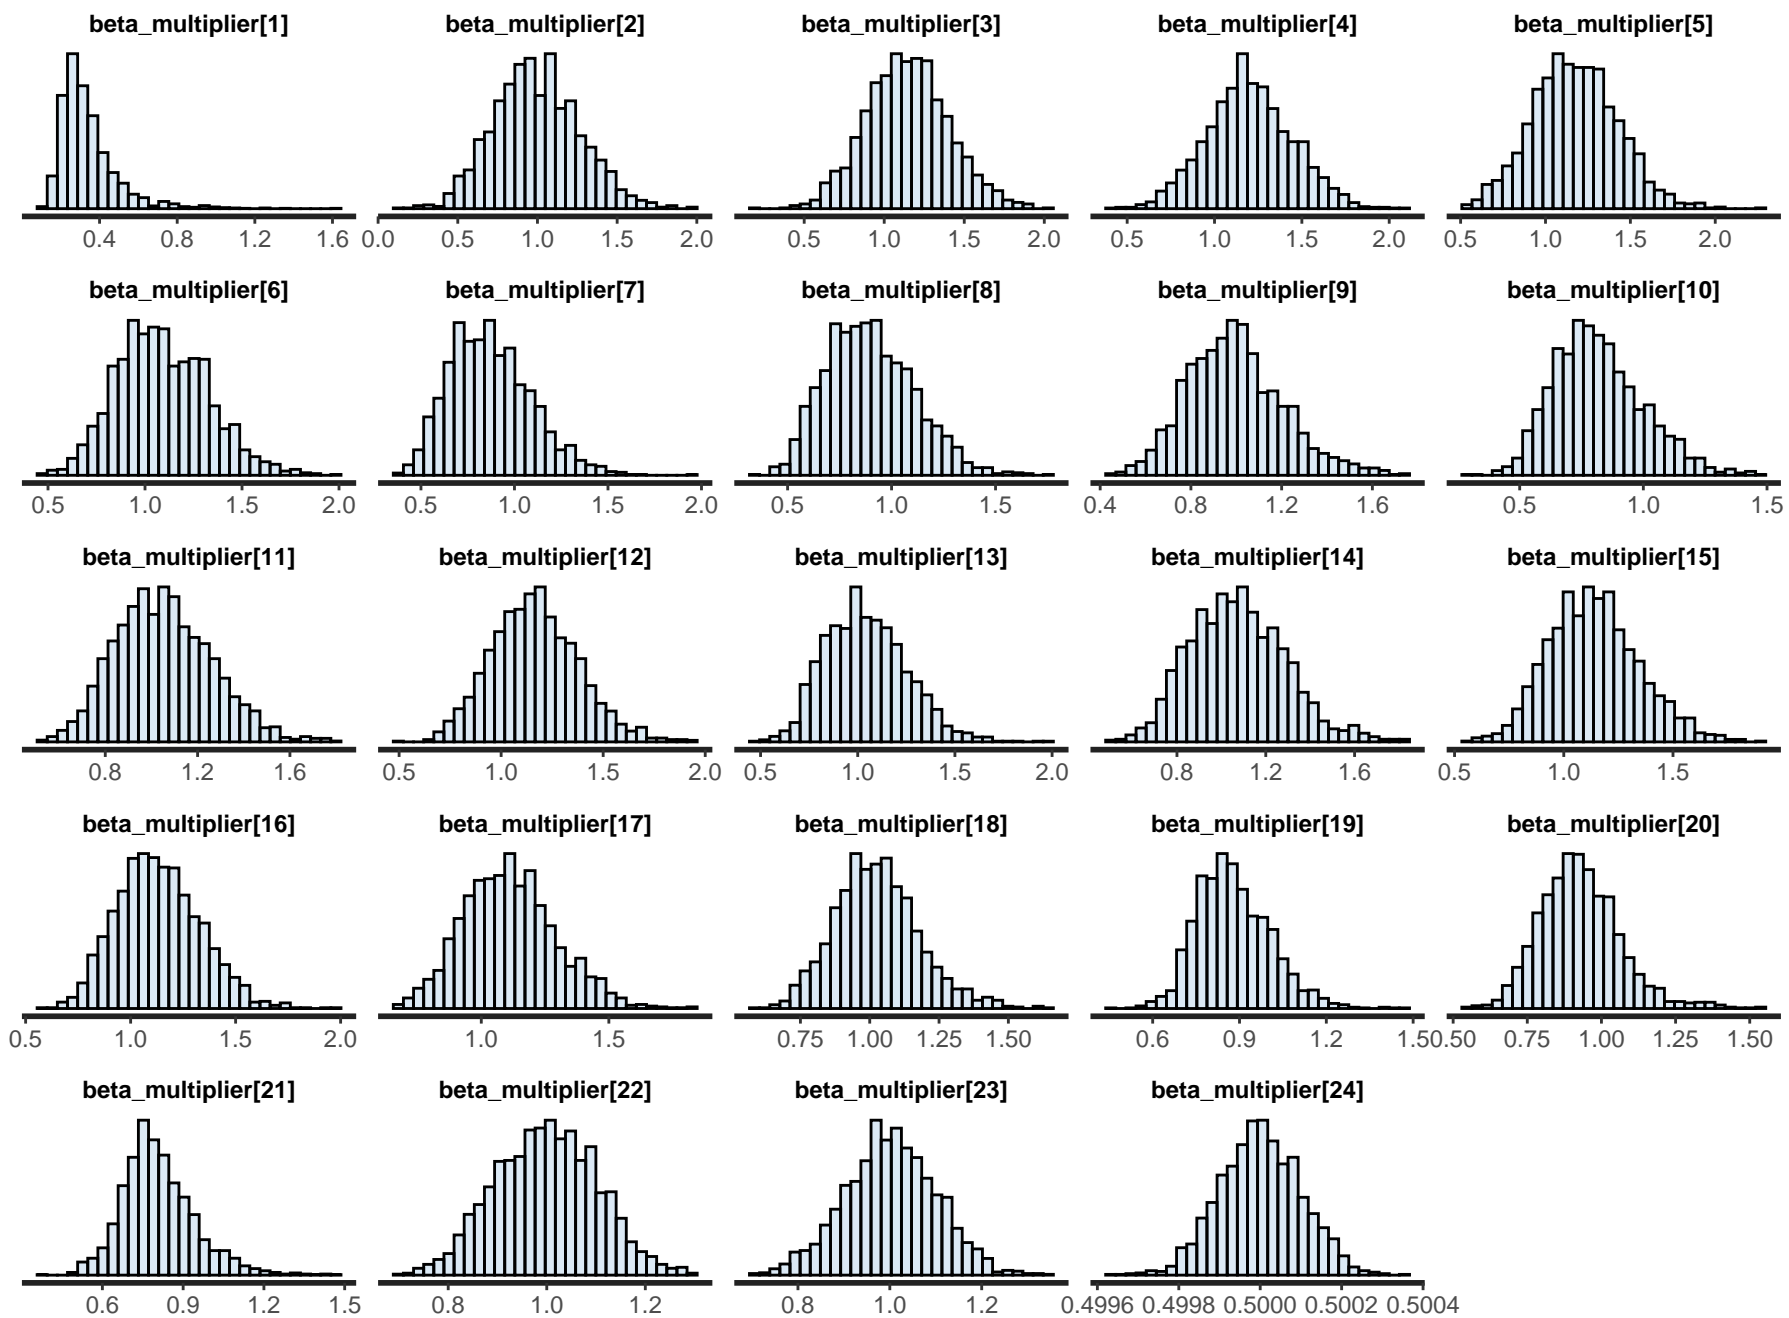 beta_multiplier[1] beta_multiplier[2] beta_multiplier[3] beta_multiplier[4] beta_multiplier[5]
0.4 0.8 1.2 1.6 0.0 0.5 1.0 1.5 2.0 0.5 1.0 1.5 2.0 0.5 1.0 1.5 2.0 0.5 1.0 1.5 2.0
beta_multiplier[6] beta_multiplier[7] beta_multiplier[8] beta_multiplier[9] beta_multiplier[10]
0.5 1.0 1.5 2.0 0.5 1.0 1.5 2.0 0.5 1.0 1.5 0.4 0.8 1.2 1.6 0.5 1.0 1.5
beta_multiplier[11] beta_multiplier[12] beta_multiplier[13] beta_multiplier[14] beta_multiplier[15]
0.8 1.2 1.6 0.5 1.0 1.5 2.0 0.5 1.0 1.5 2.0 0.8 1.2 1.6 0.5 1.0 1.5
beta_multiplier[16] beta_multiplier[17] beta_multiplier[18] beta_multiplier[19] beta_multiplier[20]
0.5 1.0 1.5 2.0 1.0 1.5 0.75 1.00 1.25 1.50 0.6 0.9 1.2 1.5 0.50 0.75 1.00 1.25 1.50
beta_multiplier[21] beta_multiplier[22] beta_multiplier[23] beta_multiplier[24]
0.6 0.9 1.2 1.5 0.8 1.0 1.2 0.8 1.0 1.2 0.4996 0.4998 0.5000 0.5002 0.5004